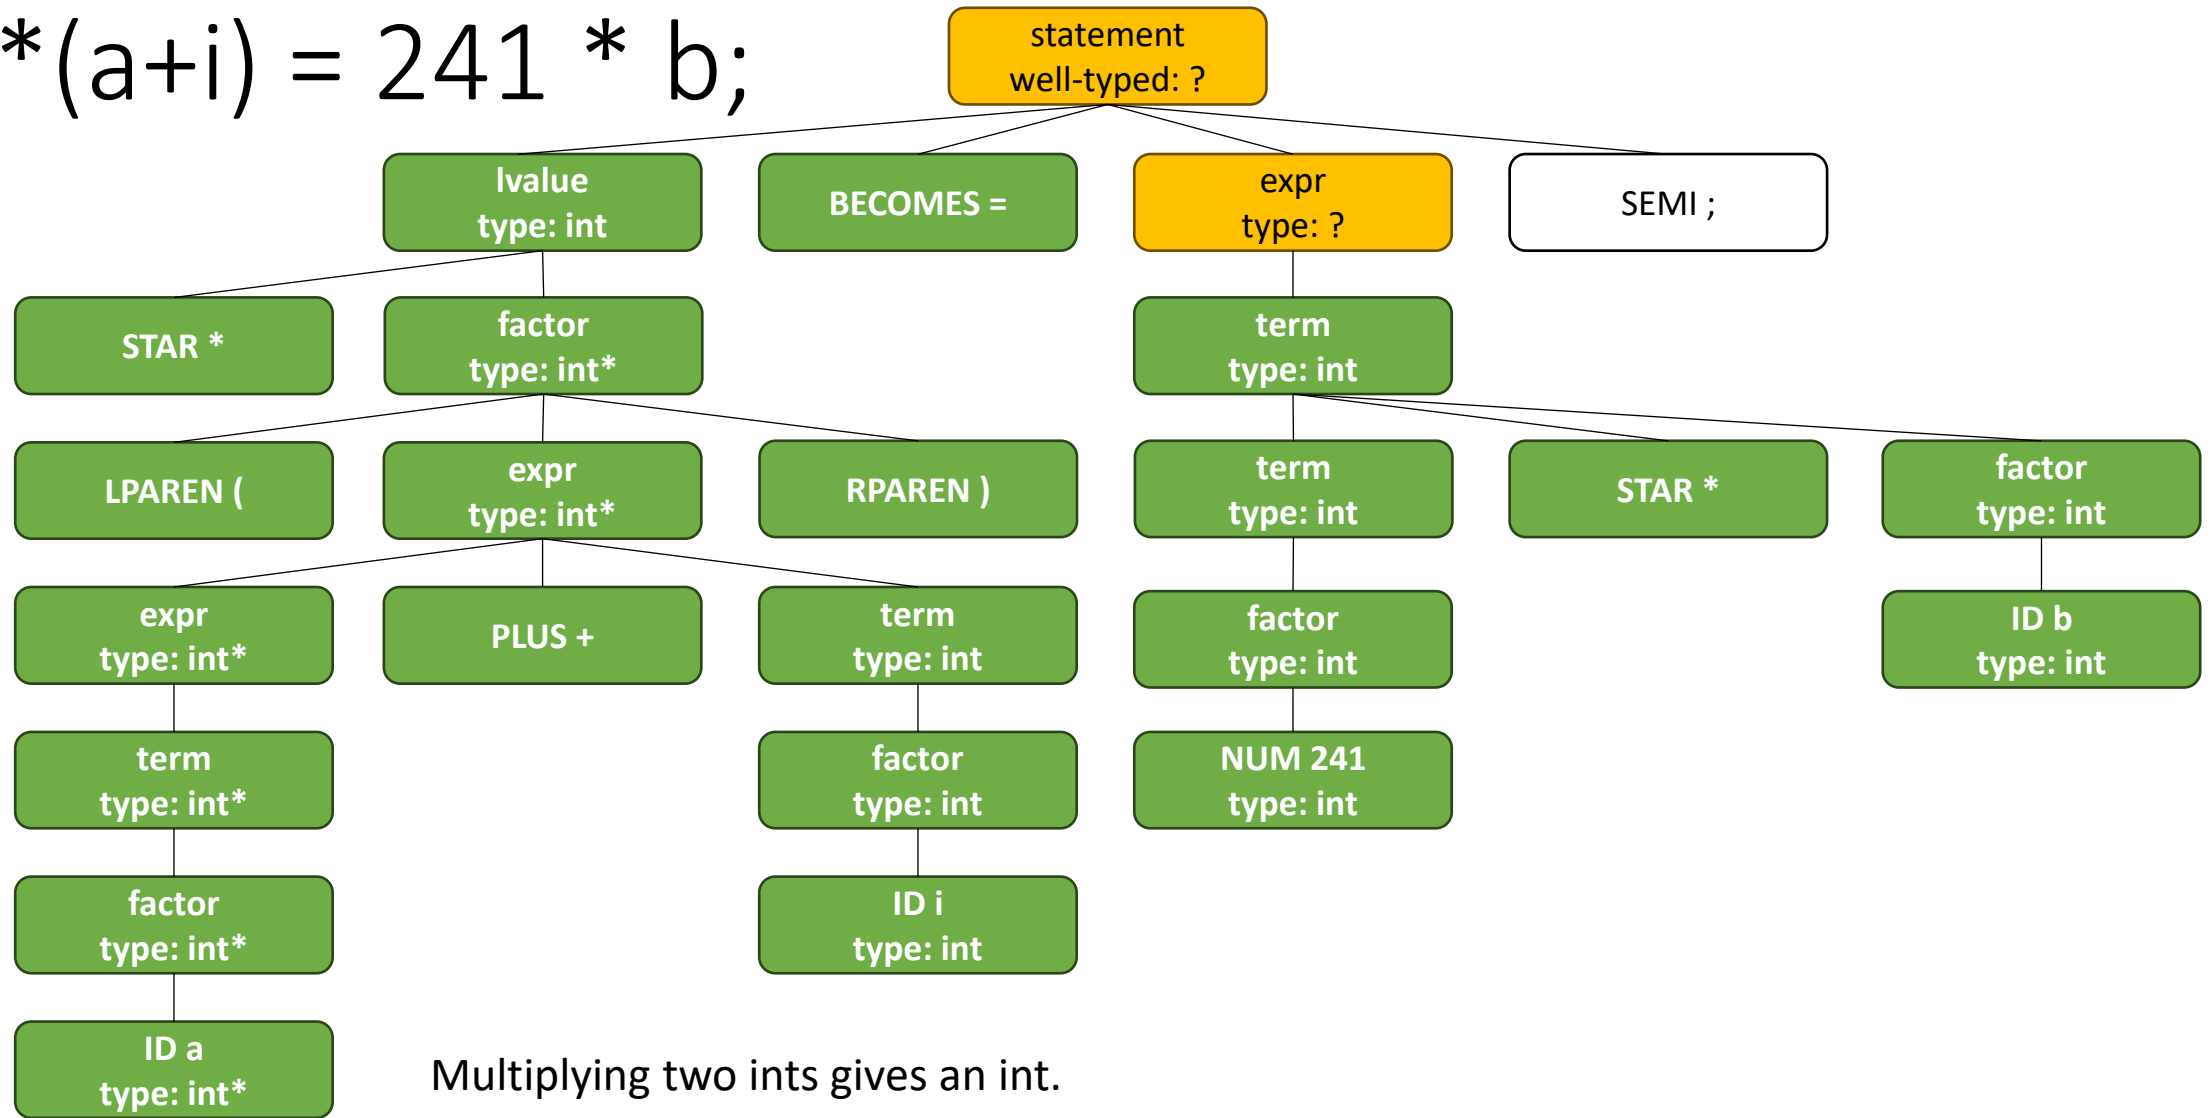 *(a+i) = 241 * b;
statement
well-typed: ?
lvalue
type: int
BECOMES =
expr
type: ?
SEMI ;
STAR *
factor
type: int*
term
type: int
LPAREN (
expr
type: int*
RPAREN )
term
type: int
STAR *
factor
type: int
expr
type: int*
PLUS +
term
type: int
factor
type: int
ID b
type: int
term
type: int*
factor
type: int
NUM 241
type: int
factor
type: int*
ID i
type: int
ID a
type: int*
Multiplying two ints gives an int.